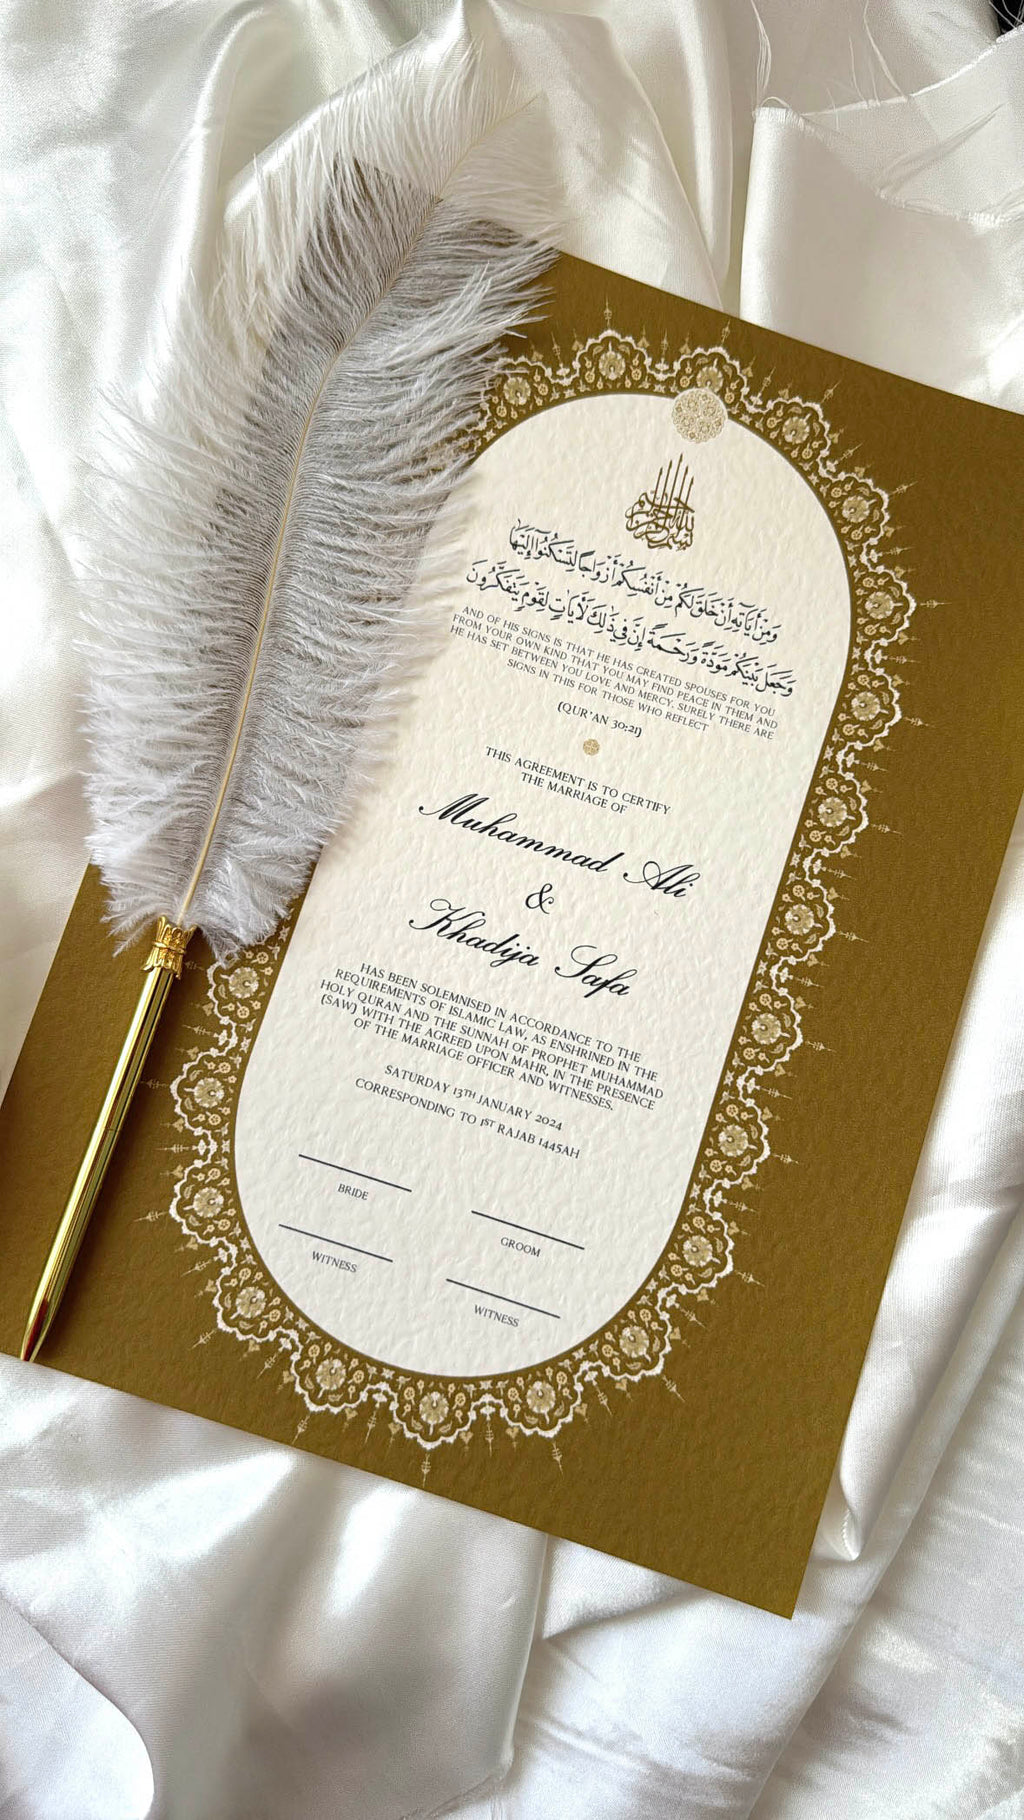 بسم الله الرحمن الرحيم
وَمِنْ آيَاتِهِ أَنْ خَلَقَ لَكُم مِّنْ أَنْفُسِكُمْ أَزْوَاجًا لِتَسْكُنُوا إِلَيْهَا
وَجَعَلَ بَيْنَكُم مَّوَدَّةً وَرَحْمَةً إِنَّ فِي ذَٰلِكَ لَآيَاتٍ لِقَوْمٍ يَتَفَكَّرُونَ
AND OF HIS SIGNS IS THAT HE HAS CREATED SPOUSES FOR YOU
FROM YOUR OWN KIND THAT YOU MAY FIND PEACE IN THEM AND
HE HAS SET BETWEEN YOU LOVE AND MERCY. SURELY THERE ARE
SIGNS IN THIS FOR THOSE WHO REFLECT
(QUR'AN 30:21)
THIS AGREEMENT IS TO CERTIFY
THE MARRIAGE OF
Muhammad Ali
&
Khadija Safa
HAS BEEN SOLEMNISED IN ACCORDANCE TO THE
REQUIREMENTS OF ISLAMIC LAW, AS ENSHRINED IN THE
HOLY QURAN AND THE SUNNAH OF PROPHET MUHAMMAD
(SAW) WITH THE AGREED UPON MAHR, IN THE PRESENCE
OF THE MARRIAGE OFFICER AND WITNESSES.
SATURDAY 13TH JANUARY 2024
CORRESPONDING TO 1ST RAJAB 1445AH
BRIDE
GROOM
WITNESS
WITNESS